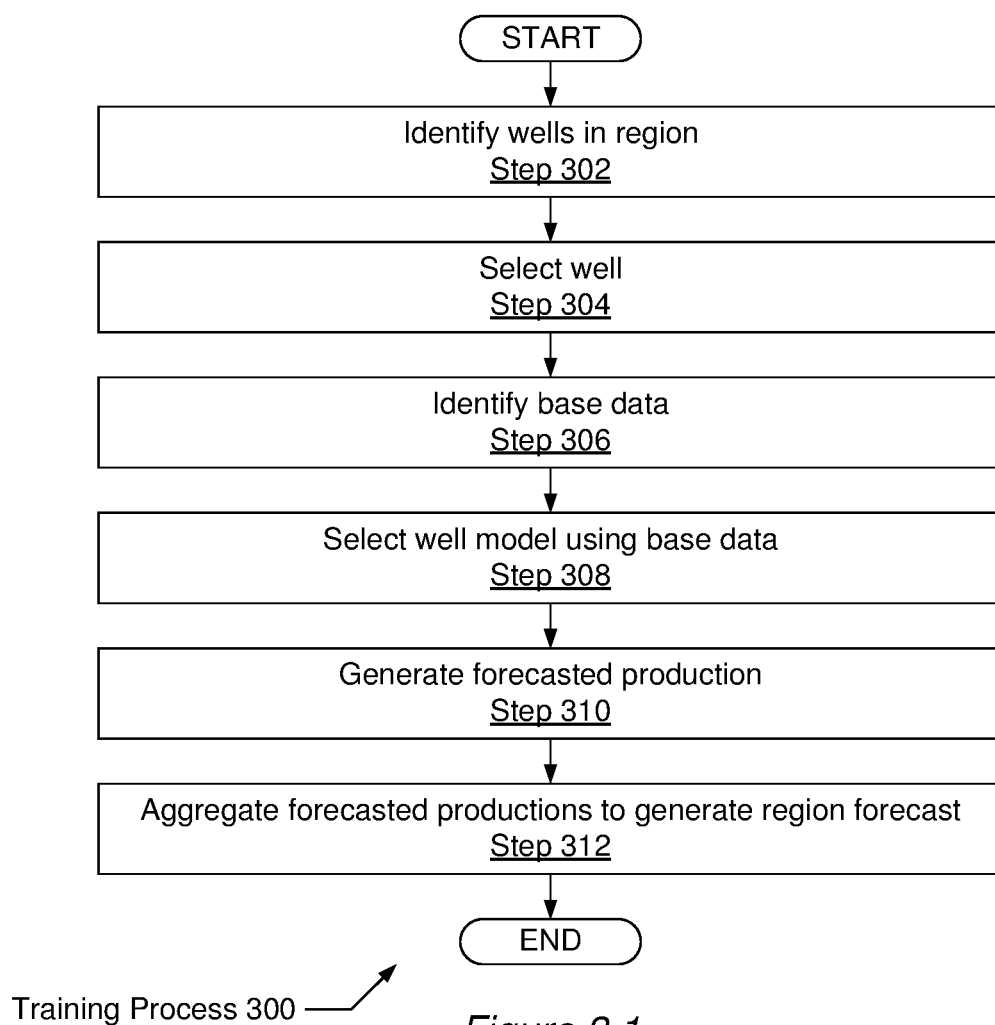 START
Identify wells in region
Step 302
Select well
Step 304
Identify base data
Step 306
Select well model using base data
Step 308
Generate forecasted production
Step 310
Aggregate forecasted productions to generate region forecast
Step 312
END
Training Process 300